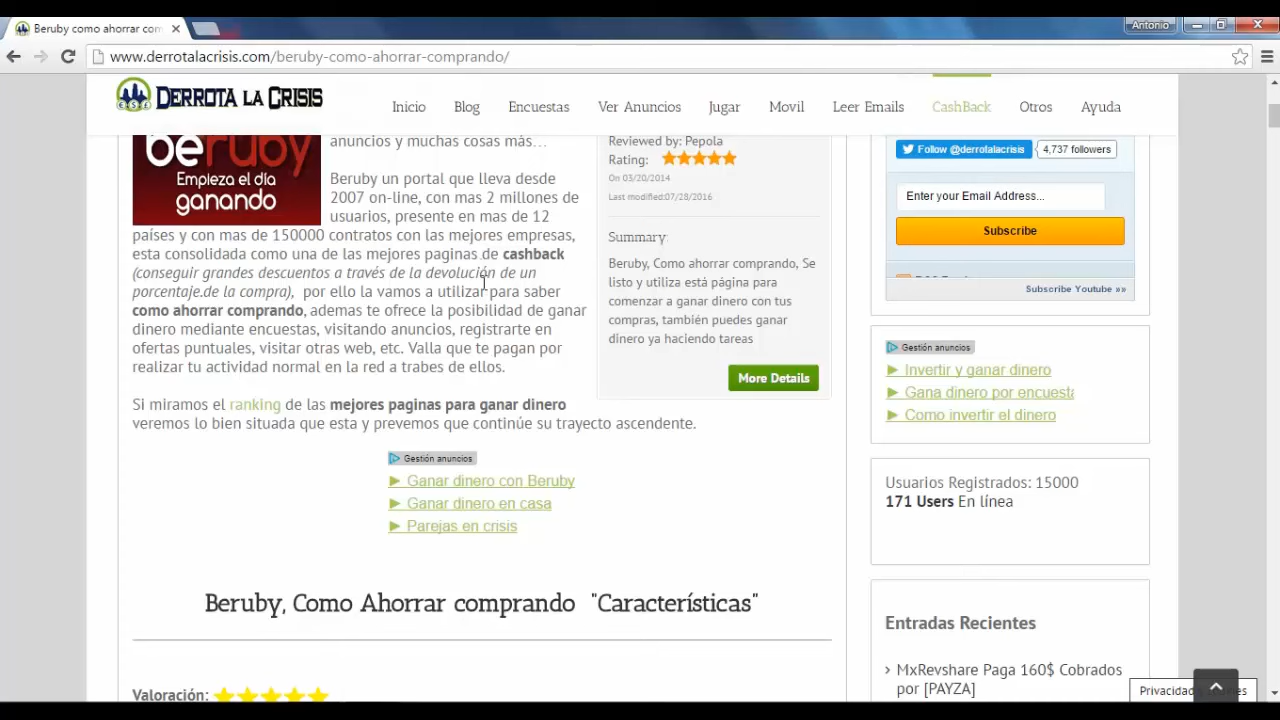 Beruby como ahorrar com
Antonio
www.derrotalacrisis.com/beruby-como-ahorrar-comprando/
DERROTA LA CRISIS
Inicio Blog Encuestas Ver Anuncios Jugar Movil Leer Emails CashBack Otros Ayuda
beruby
Empieza el día
ganando
anuncios y muchas cosas más…
Beruby un portal que lleva desde
2007 on-line, con mas 2 millones de
usuarios, presente en mas de 12
países y con mas de 150000 contratos con las mejores empresas,
esta consolidada como una de las mejores paginas de cashback
(conseguir grandes descuentos a través de la devolución de un
porcentaje.de la compra), por ello la vamos a utilizar para saber
como ahorrar comprando, ademas te ofrece la posibilidad de ganar
dinero mediante encuestas, visitando anuncios, registrarte en
ofertas puntuales, visitar otras web, etc. Valla que te pagan por
realizar tu actividad normal en la red a trabes de ellos.
Si miramos el ranking de las mejores paginas para ganar dinero
veremos lo bien situada que esta y prevemos que continúe su trayecto ascendente.
Reviewed by: Pepola
Rating:
On 03/20/2014
Last modified:07/28/2016
Summary:
Beruby, Como ahorrar comprando, Se
listo y utiliza está página para
comenzar a ganar dinero con tus
compras, también puedes ganar
dinero ya haciendo tareas
More Details
Gestión anuncios
► Ganar dinero con Beruby
► Ganar dinero en casa
► Parejas en crisis
Beruby, Como Ahorrar comprando "Características"
Valoración:
Follow @derrotalacrisis 4,737 followers
Enter your Email Address...
Subscribe
Subscribe Youtube »»
Gestión anuncios
► Invertir y ganar dinero
► Gana dinero por encuesta
► Como invertir el dinero
Usuarios Registrados: 15000
171 Users En línea
Entradas Recientes
› MxRevshare Paga 160$ Cobrados
por [PAYZA]
Privacidad